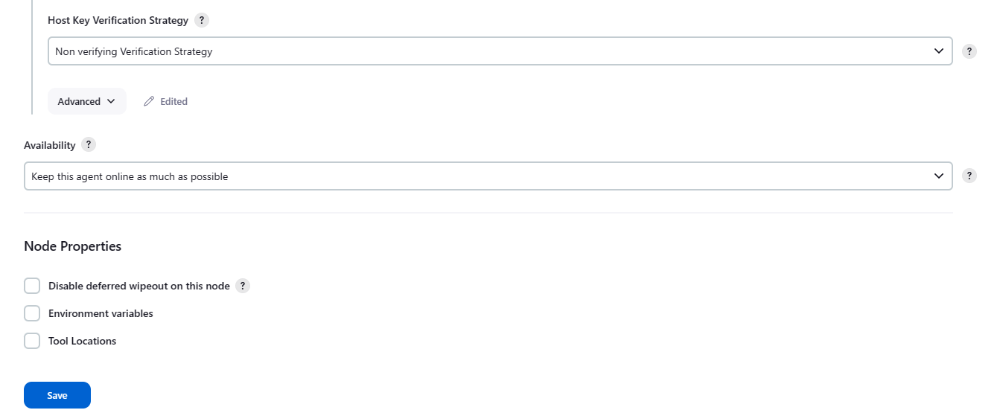 Host Key Verification Strategy ?
Non verifying Verification Strategy
?
Advanced Edited
Availability ?
Keep this agent online as much as possible
?
Node Properties
Disable deferred wipeout on this node ?
Environment variables
Tool Locations
Save